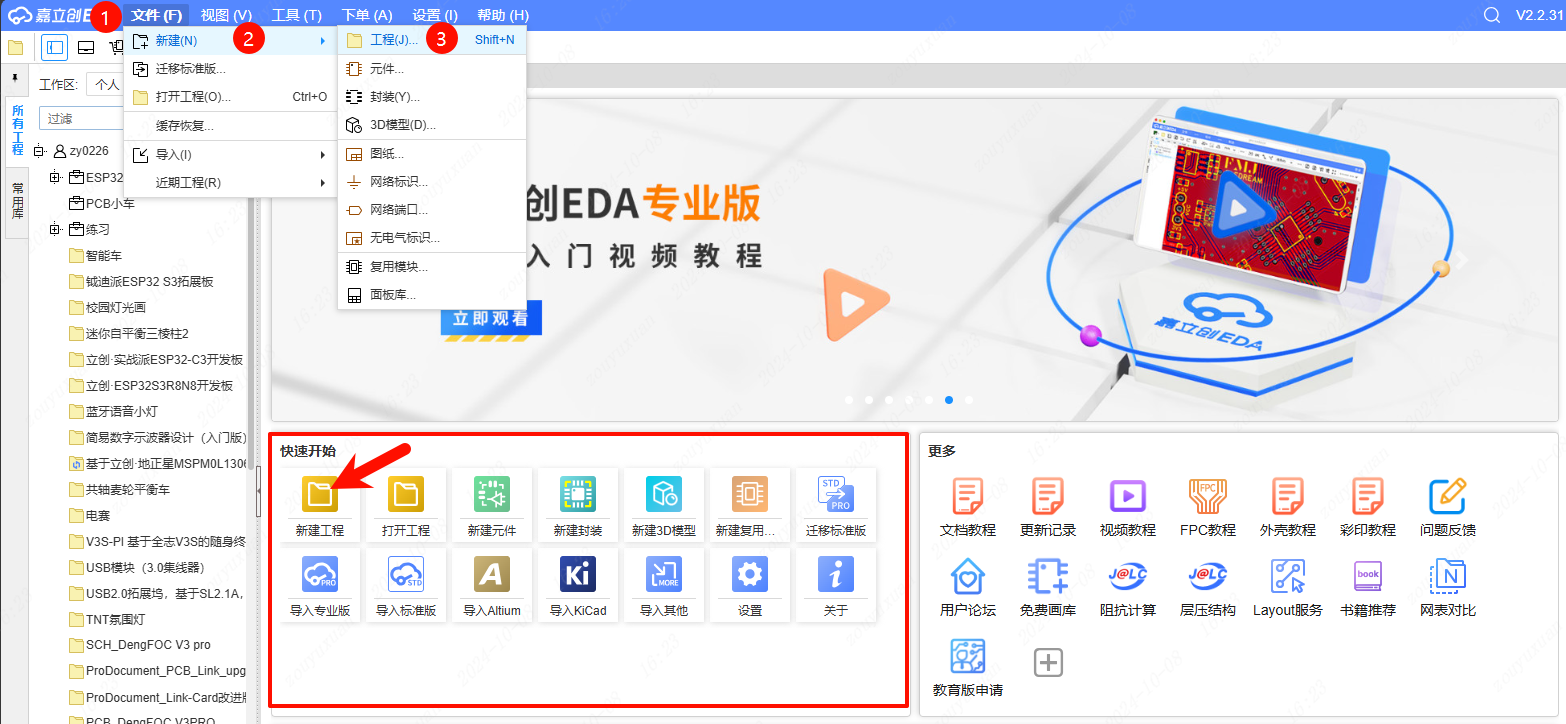 嘉立创E
1
文件 (F)
视图 (V)
工具 (T)
下单 (A)
设置 (I)
帮助 (H)
V2.2.31
新建(N)
2
迁移标准版...
打开工程(O)... Ctrl+O
缓存恢复...
导入(I)
近期工程(R)
工程(J)...
3
Shift+N
元件...
封装(Y)...
3D模型(D)...
图纸...
网络标识...
网络端口...
无电气标识...
复用模块...
面板库...
工作区: 个人
过滤
所有工程
常用库
zy0226
ESP32
PCB小车
练习
智能车
钺迪派ESP32 S3拓展板
校园灯光画
迷你自平衡三棱柱2
立创·实战派ESP32-C3开发板
立创·ESP32S3R8N8开发板
蓝牙语音小灯
简易数字示波器设计（入门版）
基于立创·地正星MSPM0L1306
共轴麦轮平衡车
电赛
V3S-PI 基于全志V3S的随身终
USB模块（3.0集线器）
USB2.0拓展坞，基于SL2.1A，
TNT氛围灯
SCH_DengFOC V3 pro
ProDocument_PCB_Link_upg
ProDocument_Link-Card改进版
PCB_DengFOC V3PRO
创EDA专业版
入门视频教程
立即观看
嘉立创EDA
快速开始
新建工程
打开工程
新建元件
新建封装
新建3D模型
新建复用...
STD
PRO
迁移标准版
PRO
导入专业版
STD
导入标准版
A
导入Altium
Ki
导入KiCad
MORE
导入其他
设置
i
关于
更多
文档教程
更新记录
视频教程
FPC
FPC教程
外壳教程
彩印教程
问题反馈
用户论坛
免费画库
J@LC
阻抗计算
J@LC
层压结构
Layout服务
book
书籍推荐
N
网表对比
教育版申请